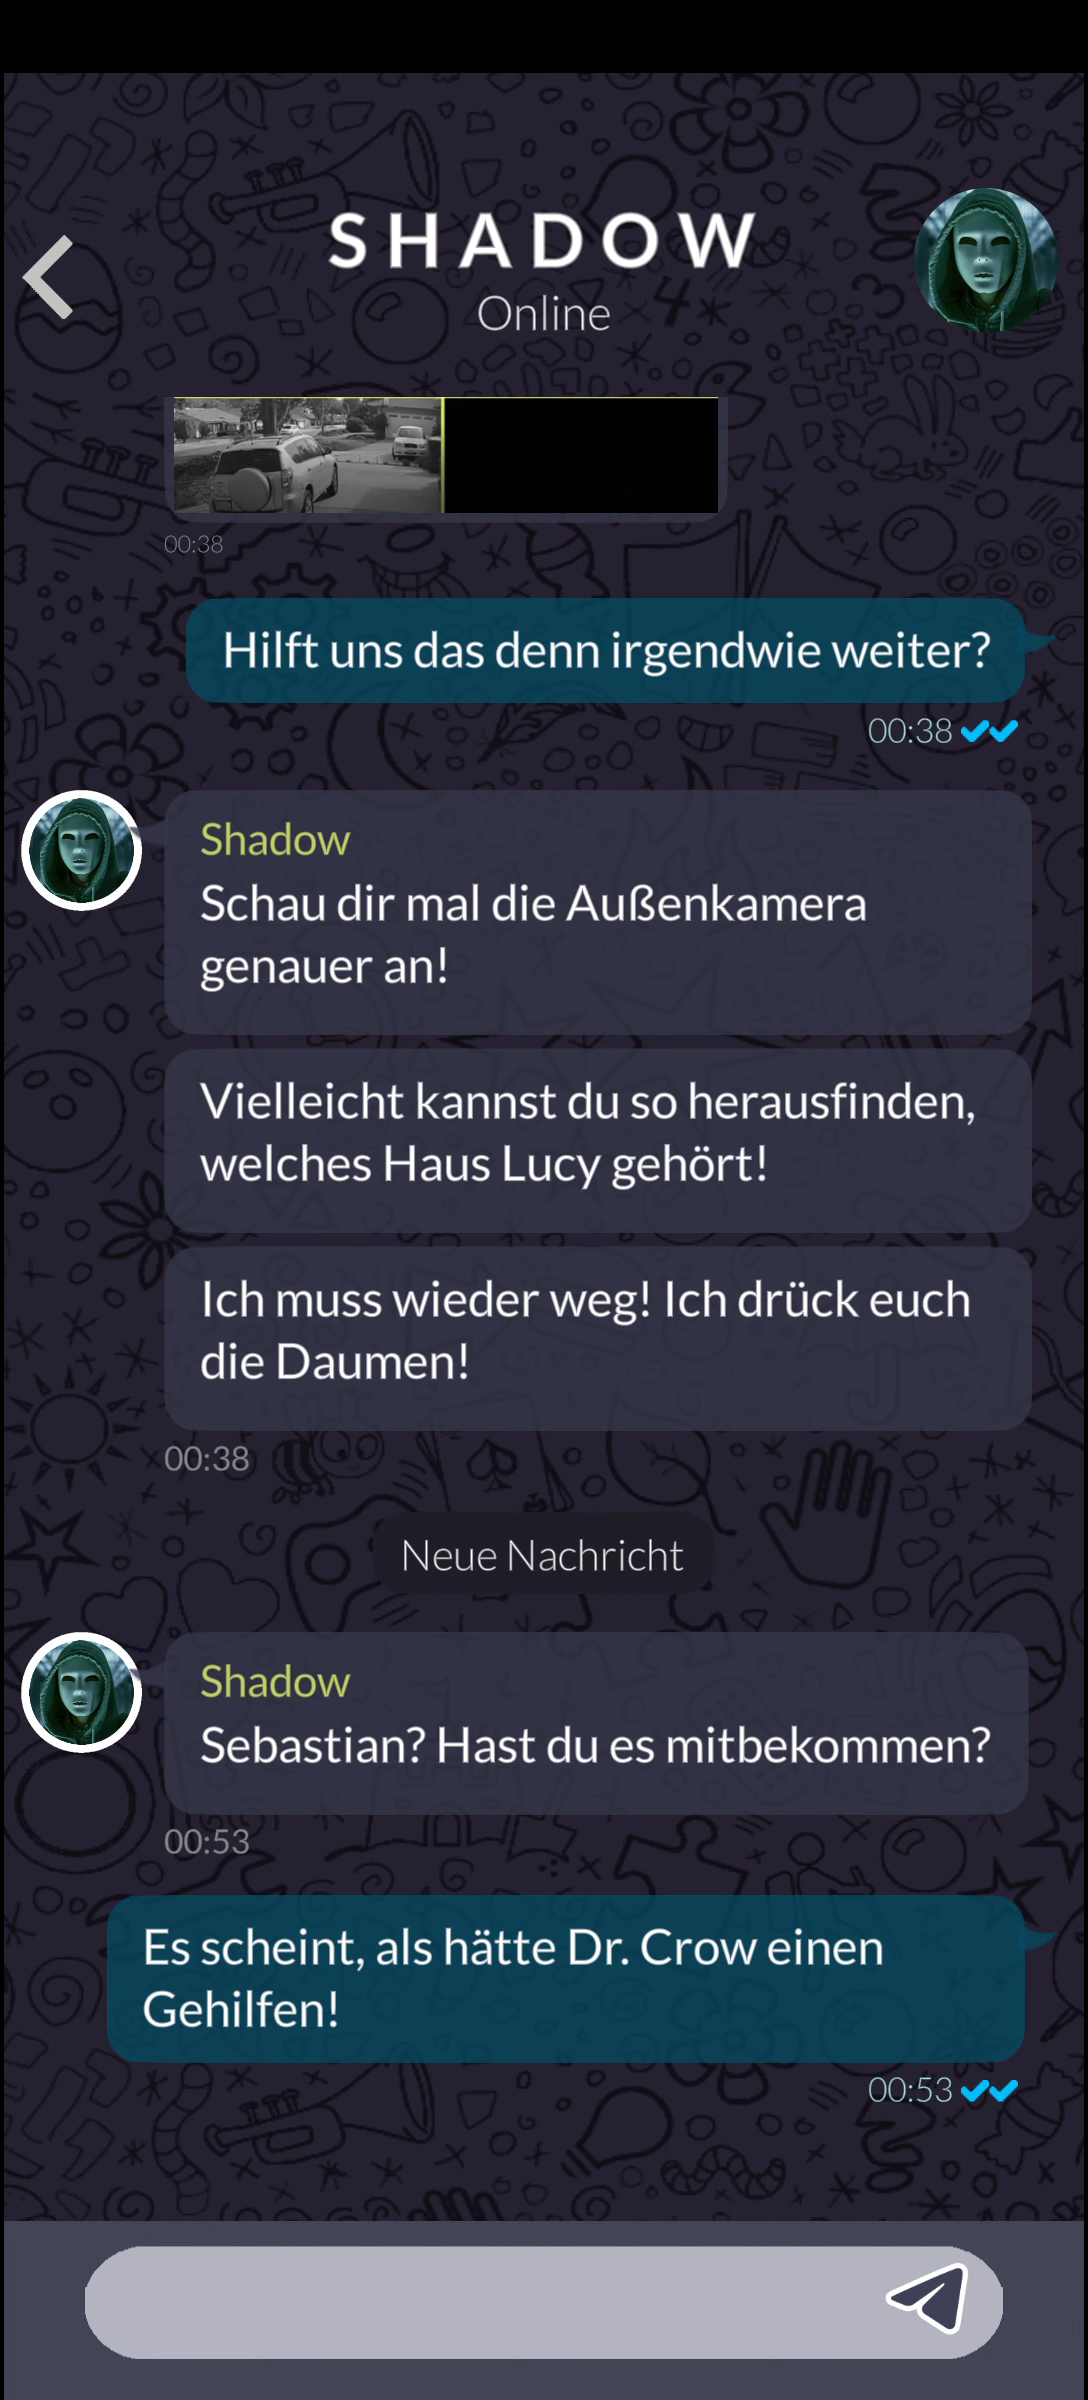 SHADOW
Online
00:38
Hilft uns das denn irgendwie weiter?
00:38
Shadow
Schau dir mal die Außenkamera
genauer an!
Vielleicht kannst du so herausfinden,
welches Haus Lucy gehört!
Ich muss wieder weg! Ich drück euch
die Daumen!
00:38
Neue Nachricht
Shadow
Sebastian? Hast du es mitbekommen?
00:53
Es scheint, als hätte Dr. Crow einen
Gehilfen!
00:53